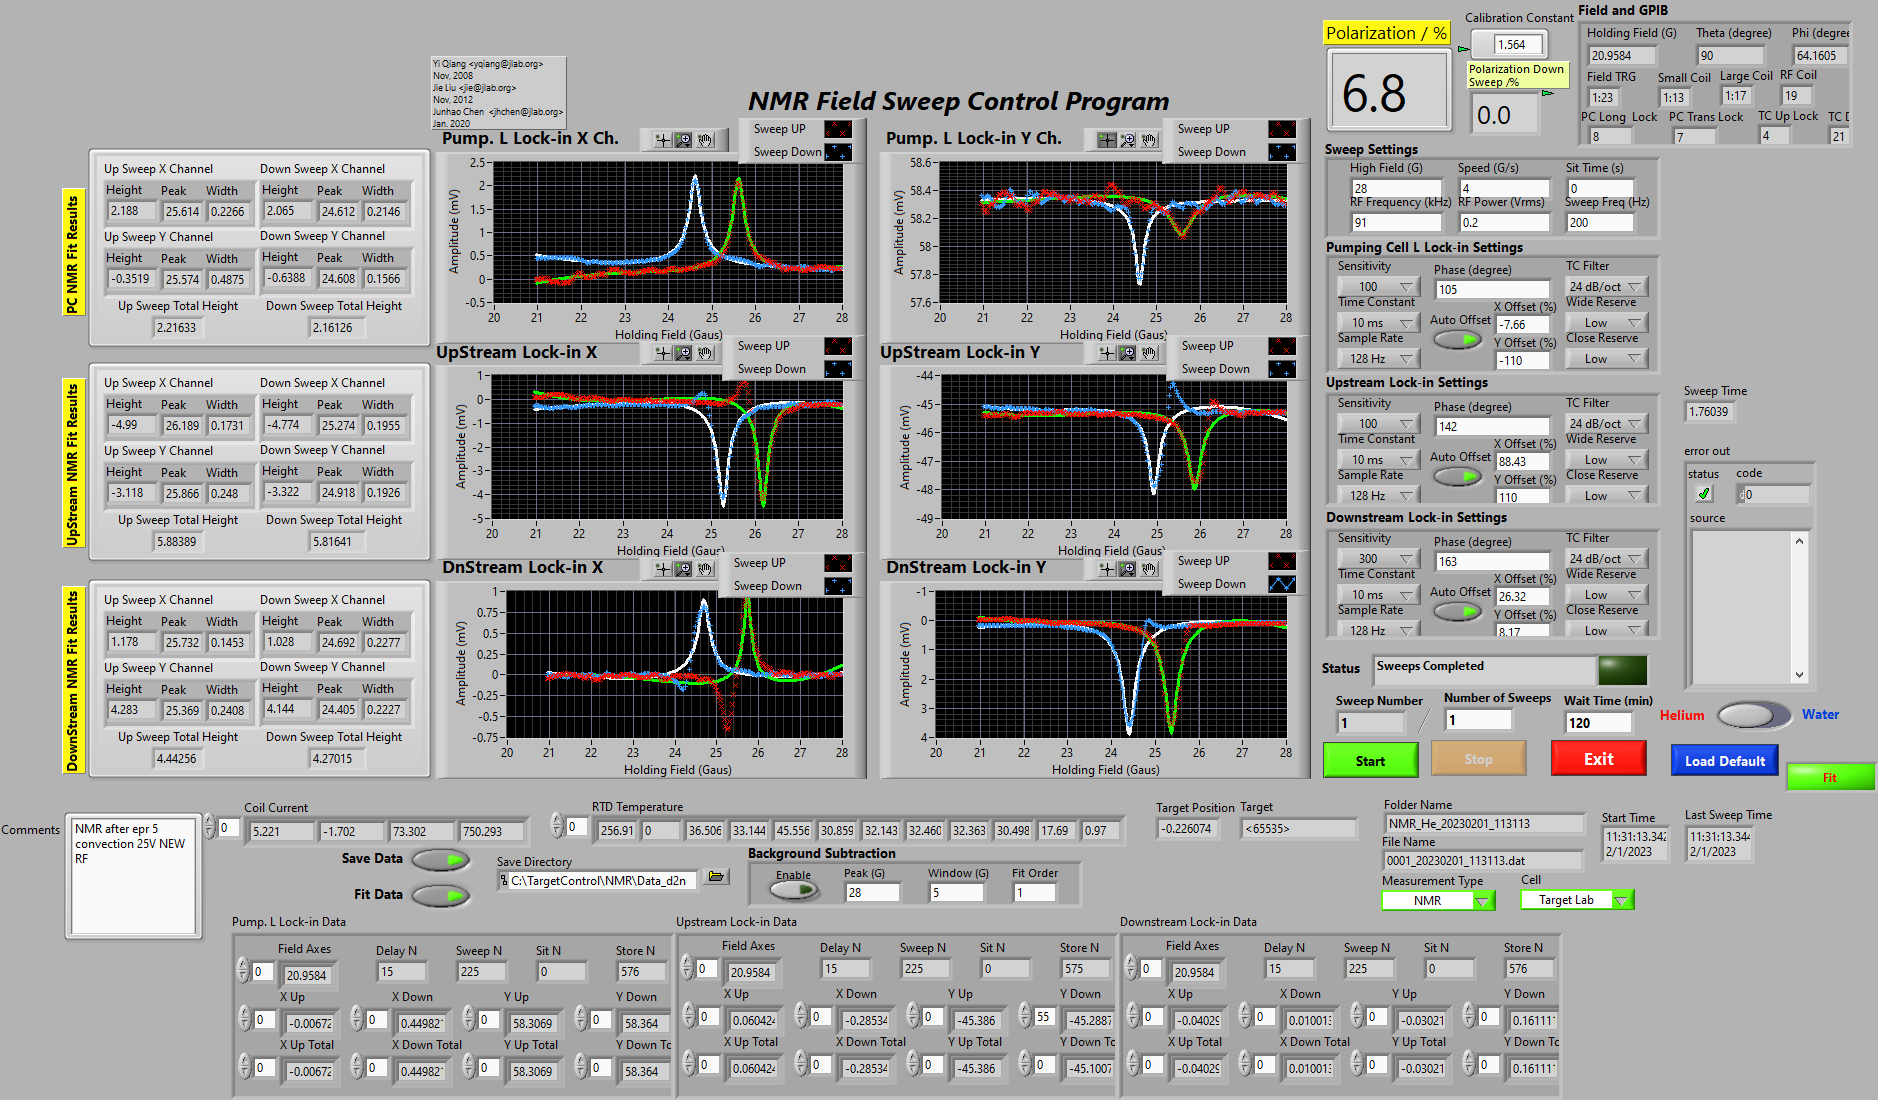 Yi Qiang <yqiang@jlab.org>
Nov, 2008
Jie Liu <jie@jlab.org>
Nov, 2012
Junhao Chen <jhchen@jlab.org>
Jan. 2020
NMR Field Sweep Control Program
Polarization / %
6.8
Calibration Constant
1.564
Polarization Down
Sweep /%
0.0
Field and GPIB
Holding Field (G) Theta (degree) Phi (degree
20.9584 90 64.1605
Field TRG Small Coil Large Coil RF Coil
1:23 1:13 1:17 19
PC Long Lock PC Trans Lock TC Up Lock TC
8 7 4 21
PC NMR Fit Results
Up Sweep X Channel Down Sweep X Channel
Height Peak Width Height Peak Width
2.188 25.614 0.2266 2.065 24.612 0.2146
Up Sweep Y Channel Down Sweep Y Channel
Height Peak Width Height Peak Width
-0.3519 25.574 0.4875 -0.6388 24.608 0.1566
Up Sweep Total Height Down Sweep Total Height
2.21633 2.16126
UpStream NMR Fit Results
Up Sweep X Channel Down Sweep X Channel
Height Peak Width Height Peak Width
-4.99 26.189 0.1731 -4.774 25.274 0.1955
Up Sweep Y Channel Down Sweep Y Channel
Height Peak Width Height Peak Width
-3.118 25.866 0.248 -3.322 24.918 0.1926
Up Sweep Total Height Down Sweep Total Height
5.88389 5.81641
DownStream NMR Fit Results
Up Sweep X Channel Down Sweep X Channel
Height Peak Width Height Peak Width
1.178 25.732 0.1453 1.028 24.692 0.2277
Up Sweep Y Channel Down Sweep Y Channel
Height Peak Width Height Peak Width
4.283 25.369 0.2408 4.144 24.405 0.2227
Up Sweep Total Height Down Sweep Total Height
4.44256 4.27015
Pump. L Lock-in X Ch.
Sweep UP
Sweep Down
Amplitude (mV)
2.5
2
1.5
1
0.5
0
-0.5
20 21 22 23 24 25 26 27 28
Holding Field (Gaus)
Pump. L Lock-in Y Ch.
Sweep UP
Sweep Down
Amplitude (mV)
58.6
58.4
58.2
58
57.8
57.6
20 21 22 23 24 25 26 27 28
Holding Field (Gaus)
UpStream Lock-in X
Sweep UP
Sweep Down
Amplitude (mV)
1
0
-1
-2
-3
-4
-5
20 21 22 23 24 25 26 27 28
Holding Field (Gaus)
UpStream Lock-in Y
Sweep UP
Sweep Down
Amplitude (mV)
-44
-45
-46
-47
-48
-49
20 21 22 23 24 25 26 27 28
Holding Field (Gaus)
DnStream Lock-in X
Sweep UP
Sweep Down
Amplitude (mV)
1
0.75
0.5
0.25
0
-0.25
-0.5
-0.75
20 21 22 23 24 25 26 27 28
Holding Field (Gaus)
DnStream Lock-in Y
Sweep UP
Sweep Down
Amplitude (mV)
-1
0
1
2
3
4
20 21 22 23 24 25 26 27 28
Holding Field (Gaus)
Sweep Settings
High Field (G) Speed (G/s) Sit Time (s)
28 4 0
RF Frequency (kHz) RF Power (Vrms) Sweep Freq (Hz)
91 0.2 200
Pumping Cell L Lock-in Settings
Sensitivity Phase (degree) TC Filter
100 105 24 dB/oct
Time Constant X Offset (%) Wide Reserve
10 ms Auto Offset -7.66 Low
Sample Rate Y Offset (%) Close Reserve
128 Hz -110 Low
Upstream Lock-in Settings
Sensitivity Phase (degree) TC Filter
100 142 24 dB/oct
Time Constant X Offset (%) Wide Reserve
10 ms Auto Offset 88.43 Low
Sample Rate Y Offset (%) Close Reserve
128 Hz 110 Low
Downstream Lock-in Settings
Sensitivity Phase (degree) TC Filter
300 163 24 dB/oct
Time Constant X Offset (%) Wide Reserve
10 ms Auto Offset 26.32 Low
Sample Rate Y Offset (%) Close Reserve
128 Hz 8.17 Low
Sweep Time
1.76039
error out
status code
0
source
Status Sweeps Completed
Sweep Number Number of Sweeps Wait Time (min)
1 / 1 120
Helium Water
Start Stop Exit Load Default Fit
Comments
NMR after epr 5
convection 25V NEW
RF
Coil Current
0 5.221 -1.702 73.302 750.293
RTD Temperature
0 256.91 0 36.506 33.144 45.556 30.859 32.143 32.460 32.363 30.498 17.69 0.97
Target Position Target
-0.226074 <65535>
Save Data
Fit Data
Save Directory
C:\TargetControl\NMR\Data_d2n
Background Subtraction
Enable Peak (G) Window (G) Fit Order
28 5 1
Folder Name
NMR_He_20230201_113113
File Name
0001_20230201_113113.dat
Start Time Last Sweep Time
11:31:13.342 11:31:13.344
2/1/2023 2/1/2023
Measurement Type Cell
NMR Target Lab
Pump. L Lock-in Data
Field Axes Delay N Sweep N Sit N Store N
0 20.9584 15 225 0 576
X Up X Down Y Up Y Down
0 -0.00672 0 0.44982 0 58.3069 0 58.364
X Up Total X Down Total Y Up Total Y Down To
0 -0.00672 0 0.44982 0 58.3069 0 58.364
Upstream Lock-in Data
Field Axes Delay N Sweep N Sit N Store N
0 20.9584 15 225 0 575
X Up X Down Y Up Y Down
0 0.060424 0 -0.28534 0 -45.386 55 -45.2887
X Up Total X Down Total Y Up Total Y Down To
0 0.060424 0 -0.28534 0 -45.386 0 -45.1007
Downstream Lock-in Data
Field Axes Delay N Sweep N Sit N Store N
0 20.9584 15 225 0 576
X Up X Down Y Up Y Down
0 -0.04029 0 0.01001 0 -0.03021 0 0.16111
X Up Total X Down Total Y Up Total Y Down To
0 -0.04029 0 0.01001 0 -0.03021 0 0.16111